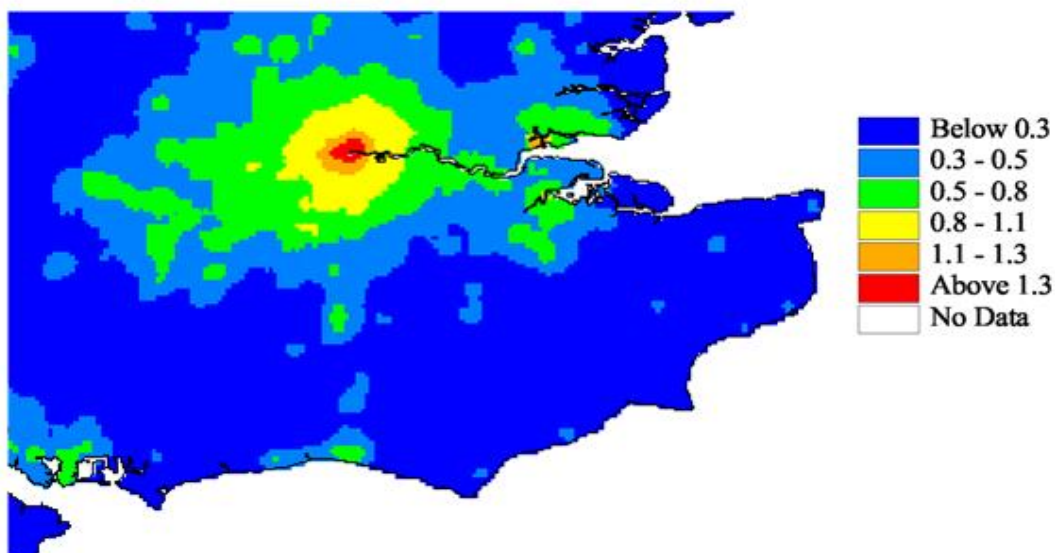 Below 0.3
0.3 - 0.5
0.5 - 0.8
0.8 - 1.1
1.1 - 1.3
Above 1.3
No Data